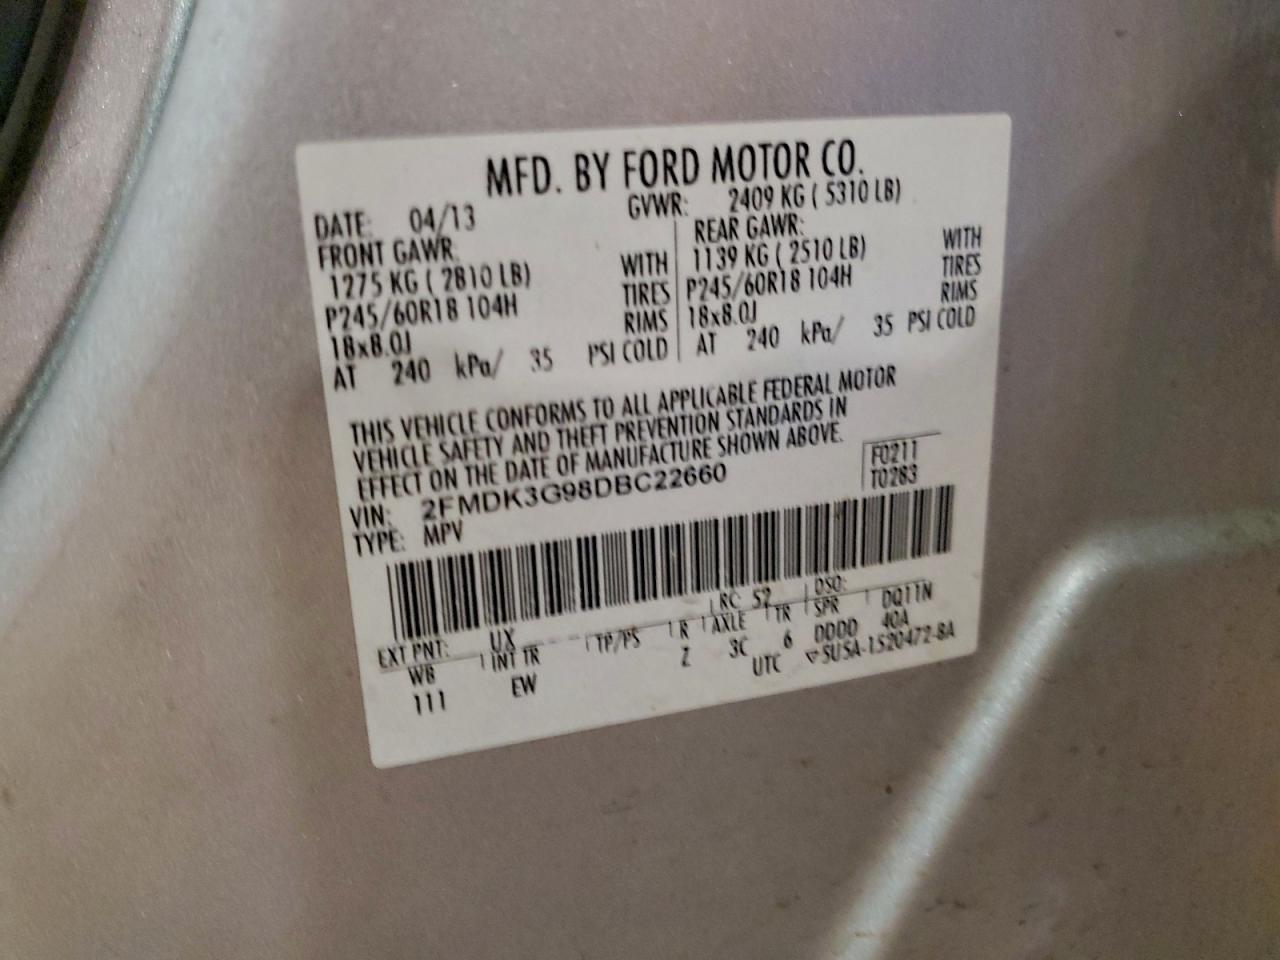 MFD. BY FORD MOTOR CO.
DATE: 04/13 GVWR: 2409 KG ( 5310 LB)
FRONT GAWR: REAR GAWR:
1275 KG ( 2810 LB) WITH 1139 KG ( 2510 LB) WITH
P245/60R18 104H TIRES P245/60R18 104H TIRES
18x8.0J RIMS 18x8.0J RIMS
AT 240 kPa/ 35 PSI COLD AT 240 kPa/ 35 PSI COLD
THIS VEHICLE CONFORMS TO ALL APPLICABLE FEDERAL MOTOR
VEHICLE SAFETY AND THEFT PREVENTION STANDARDS IN
EFFECT ON THE DATE OF MANUFACTURE SHOWN ABOVE.
VIN: 2FMDK3G98DBC22660 F0211
TYPE: MPV T0283
EXT PNT: UX RC 52 DSO:
WB INT TR TP/PS R AXLE TR SPR DQ11N
111 EW Z 3C 6 DDDD 40A
UTC ▽5U5A-1520472-BA